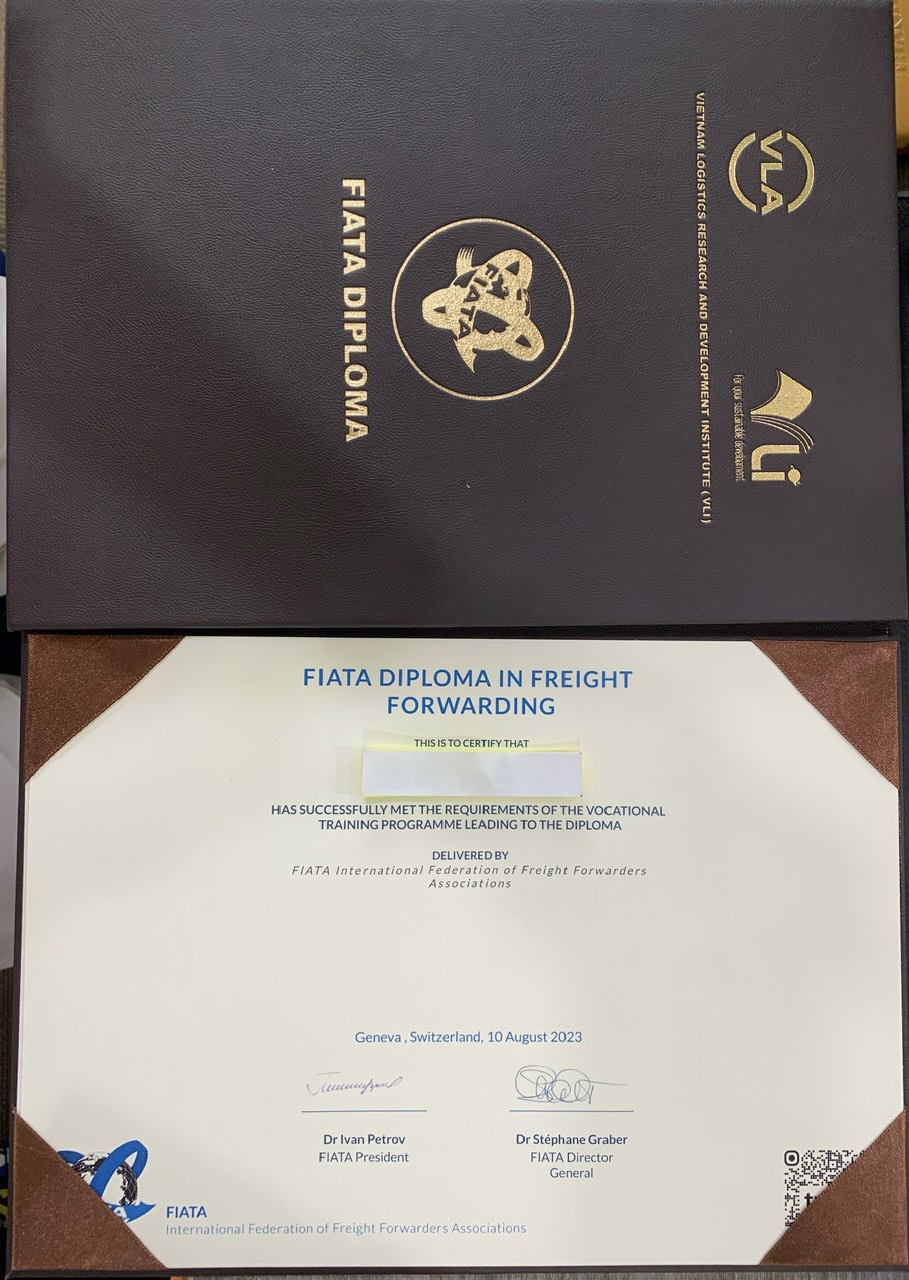 VLA
VLi
For your sustainable development
VIETNAM LOGISTICS RESEARCH AND DEVELOPMENT INSTITUTE (VLI)
FIATA
FIATA DIPLOMA
FIATA DIPLOMA IN FREIGHT
FORWARDING
THIS IS TO CERTIFY THAT
HAS SUCCESSFULLY MET THE REQUIREMENTS OF THE VOCATIONAL
TRAINING PROGRAMME LEADING TO THE DIPLOMA
DELIVERED BY
FIATA International Federation of Freight Forwarders
Associations
Geneva , Switzerland, 10 August 2023
Dr Ivan Petrov
FIATA President
Dr Stéphane Graber
FIATA Director
General
FIATA
International Federation of Freight Forwarders Associations